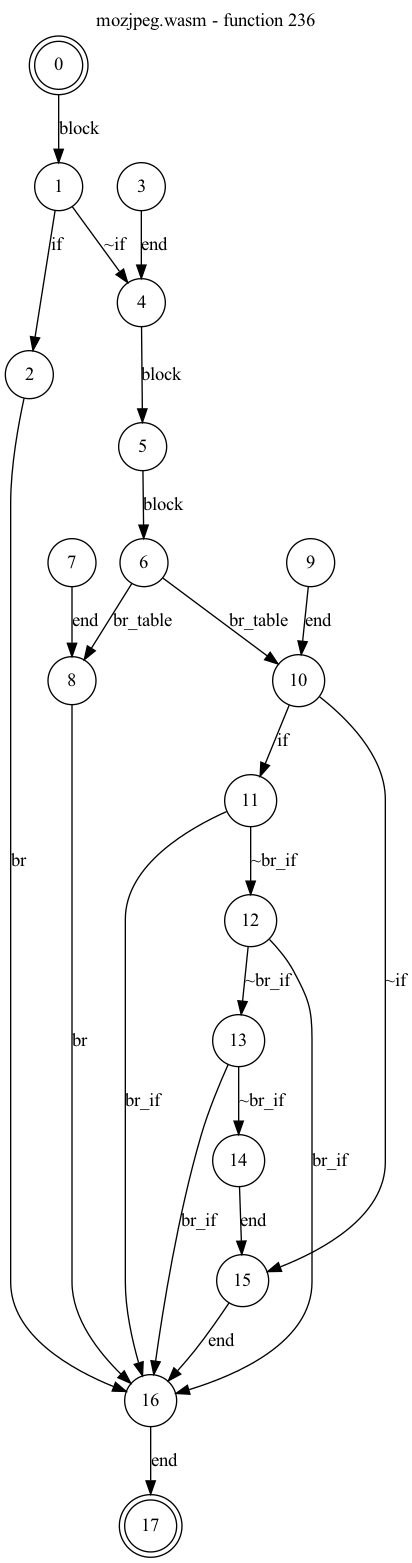 mozjpeg.wasm - function 236
0
block
1
3
if
~if
end
4
2
block
5
block
7
6
9
end
br_table
br_table
end
8
10
if
11
br
~br_if
12
~br_if
~if
13
br
br_if
~br_if
14
br_if
br_if
end
15
end
16
end
17